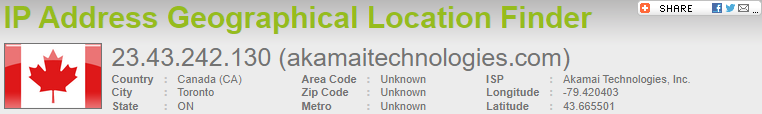 IP Address Geographical Location Finder
SHARE ...
23.43.242.130 (akamaitechnologies.com)
Country : Canada (CA) Area Code : Unknown ISP : Akamai Technologies, Inc.
City : Toronto Zip Code : Unknown Longitude : -79.420403
State : ON Metro : Unknown Latitude : 43.665501